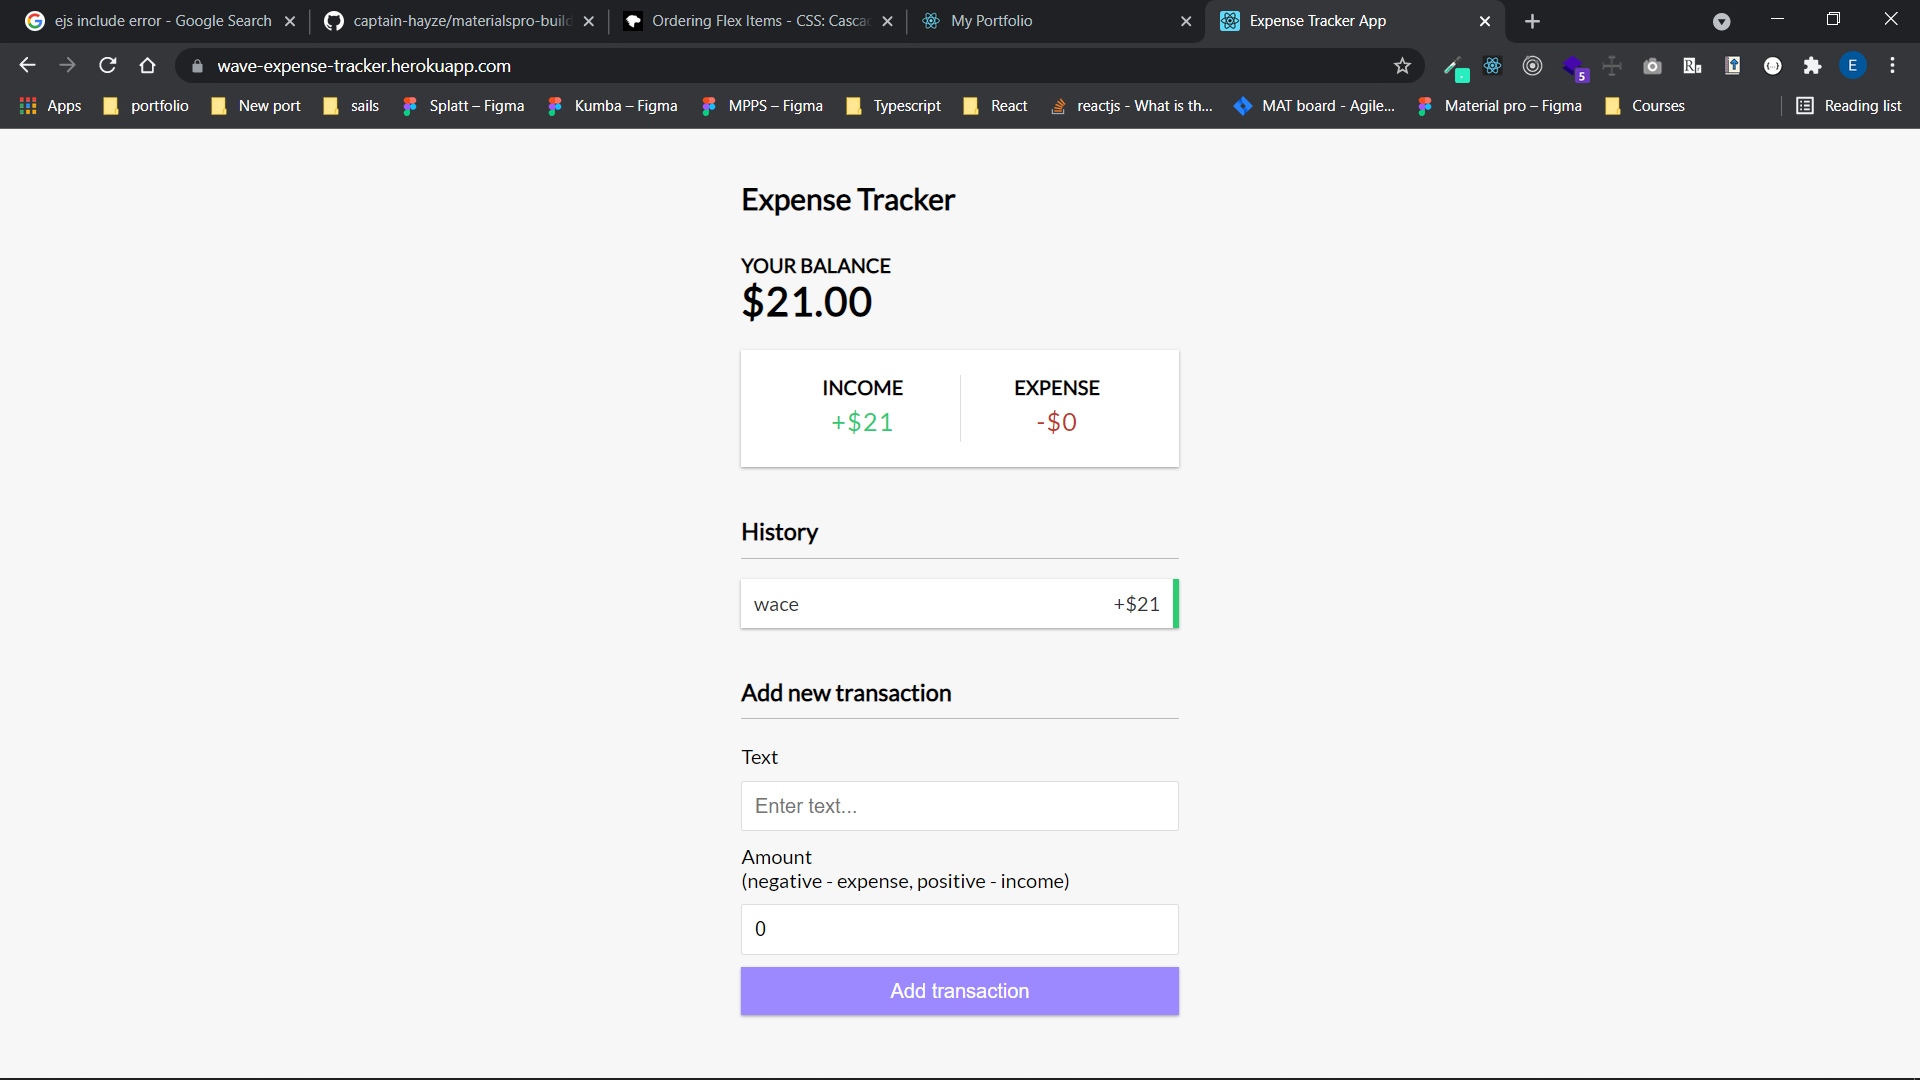 ejs include error - Google Search
captain-hayze/materialspro-build
Ordering Flex Items - CSS: Casca
My Portfolio
Expense Tracker App
wave-expense-tracker.herokuapp.com
5
E
Apps
portfolio
New port
sails
Splatt – Figma
Kumba – Figma
MPPS – Figma
Typescript
React
reactjs - What is th...
MAT board - Agile...
Material pro – Figma
Courses
Reading list
Expense Tracker
YOUR BALANCE
$21.00
INCOME
+$21
EXPENSE
-$0
History
wace +$21
Add new transaction
Text
Enter text...
Amount
(negative - expense, positive - income)
0
Add transaction